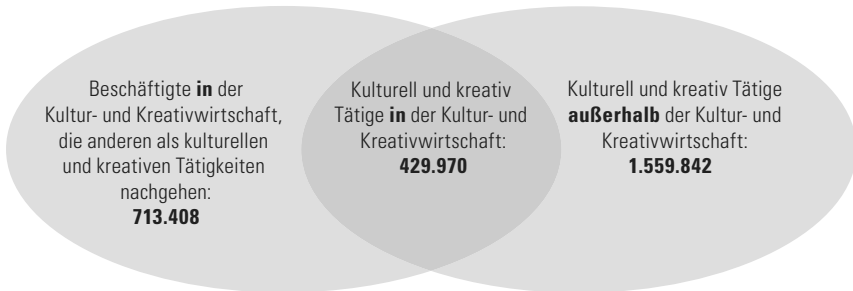 Beschäftigte in der
Kultur- und Kreativwirtschaft,
die anderen als kulturellen
und kreativen Tätigkeiten
nachgehen:
713.408
Kulturell und kreativ
Tätige in der Kultur- und
Kreativwirtschaft:
429.970
Kulturell und kreativ Tätige
außerhalb der Kultur- und
Kreativwirtschaft:
1.559.842